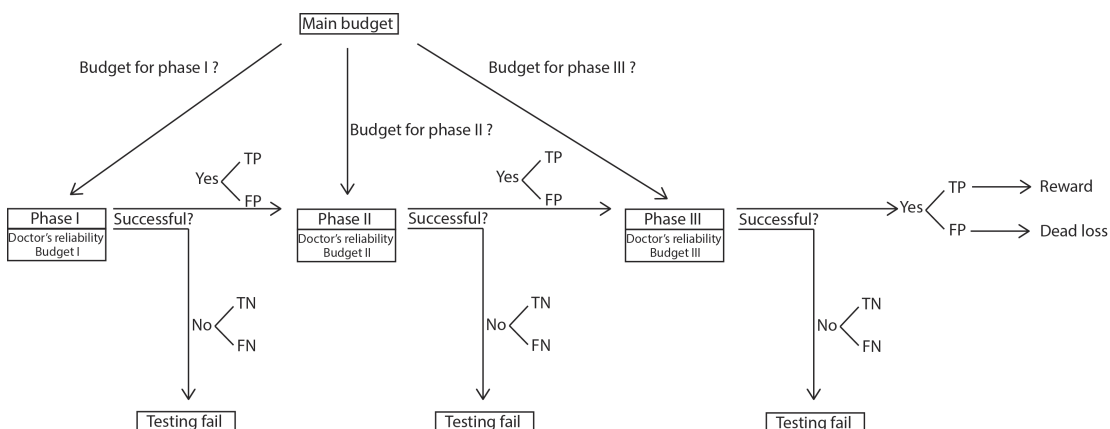 Main budget
Budget for phase I ?
Budget for phase III ?
Budget for phase II ?
Yes
TP
FP
Yes
TP
FP
Phase I
Doctor's reliability
Budget I
Successful?
Phase II
Doctor's reliability
Budget II
Successful?
Phase III
Doctor's reliability
Budget III
Successful?
Yes
TP
Reward
FP
Dead loss
No
TN
FN
No
TN
FN
No
TN
FN
Testing fail
Testing fail
Testing fail